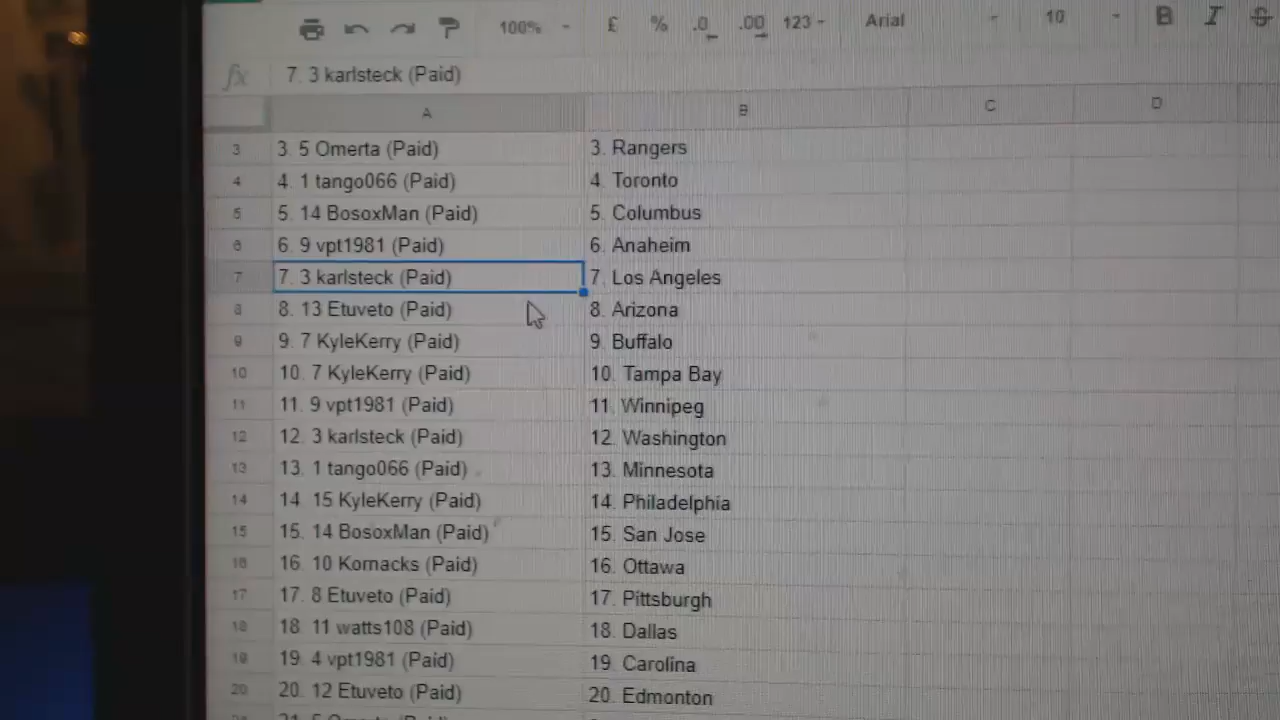 100% £ % .0 .00 123 Arial 10 B I S
fx 7. 3 karlsteck (Paid)
A B C D
3 3. 5 Omerta (Paid) 3. Rangers
4 4. 1 tango066 (Paid) 4. Toronto
5 5. 14 BosoxMan (Paid) 5. Columbus
6 6. 9 vpt1981 (Paid) 6. Anaheim
7 7. 3 karlsteck (Paid) 7. Los Angeles
8 8. 13 Etuveto (Paid) 8. Arizona
9 9. 7 KyleKerry (Paid) 9. Buffalo
10 10. 7 KyleKerry (Paid) 10. Tampa Bay
11 11. 9 vpt1981 (Paid) 11. Winnipeg
12 12. 3 karlsteck (Paid) 12. Washington
13 13. 1 tango066 (Paid) 13. Minnesota
14 14. 15 KyleKerry (Paid) 14. Philadelphia
15 15. 14 BosoxMan (Paid) 15. San Jose
16 16. 10 Kornacks (Paid) 16. Ottawa
17 17. 8 Etuveto (Paid) 17. Pittsburgh
18 18. 11 watts108 (Paid) 18. Dallas
19 19. 4 vpt1981 (Paid) 19. Carolina
20 20. 12 Etuveto (Paid) 20. Edmonton